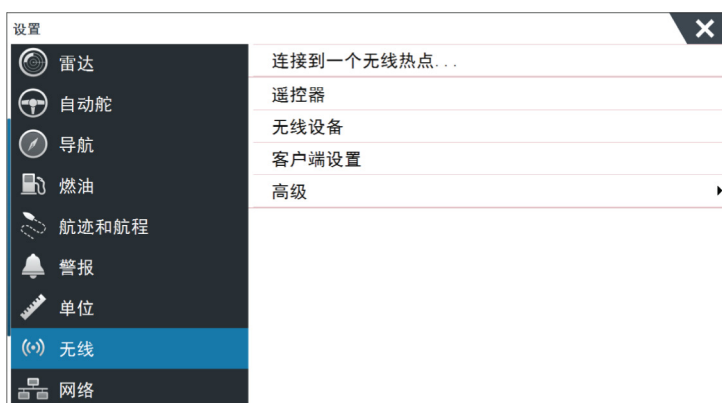 设置
雷达
自动舵
导航
燃油
航迹和航程
警报
单位
无线
网络
连接到一个无线热点...
遥控器
无线设备
客户端设置
高级